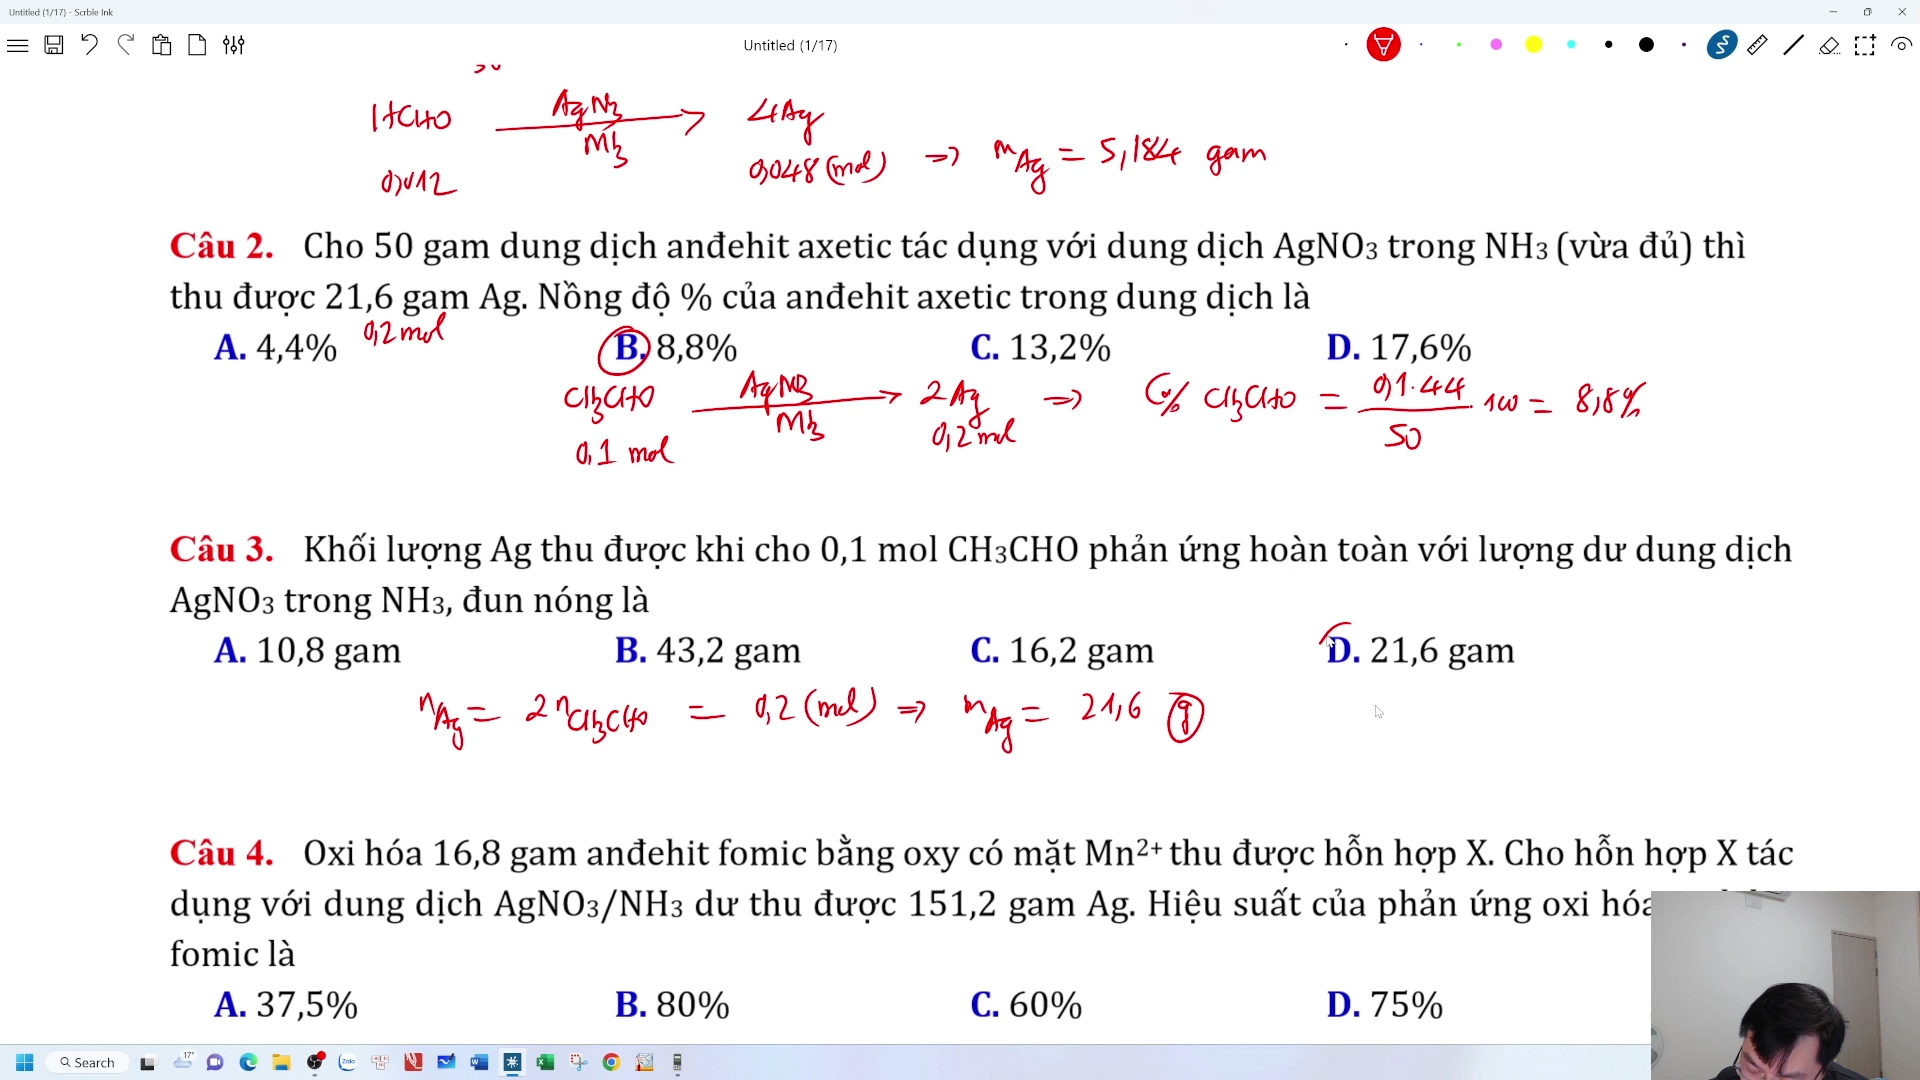 Untitled (1/17) - Scrble Ink
Untitled (1/17)
HCHO AgNO3 4Ag
NH3
0,012 0,048 (mol) => mAg = 5,184 gam
Câu 2. Cho 50 gam dung dịch anđehit axetic tác dụng với dung dịch AgNO3 trong NH3 (vừa đủ) thì
thu được 21,6 gam Ag. Nồng độ % của anđehit axetic trong dung dịch là
0,2 mol
A. 4,4% B. 8,8% C. 13,2% D. 17,6%
CH3CHO AgNO3 2Ag => C% CH3CHO = 0,1.44 .100 = 8,8%
NH3 50
0,1 mol 0,2 mol
Câu 3. Khối lượng Ag thu được khi cho 0,1 mol CH3CHO phản ứng hoàn toàn với lượng dư dung dịch
AgNO3 trong NH3, đun nóng là
A. 10,8 gam B. 43,2 gam C. 16,2 gam D. 21,6 gam
nAg = 2nCH3CHO = 0,2 (mol) => mAg = 21,6 g
Câu 4. Oxi hóa 16,8 gam anđehit fomic bằng oxy có mặt Mn2+ thu được hỗn hợp X. Cho hỗn hợp X tác
dụng với dung dịch AgNO3/NH3 dư thu được 151,2 gam Ag. Hiệu suất của phản ứng oxi hóa
fomic là
A. 37,5% B. 80% C. 60% D. 75%
17°
Search
Zalo